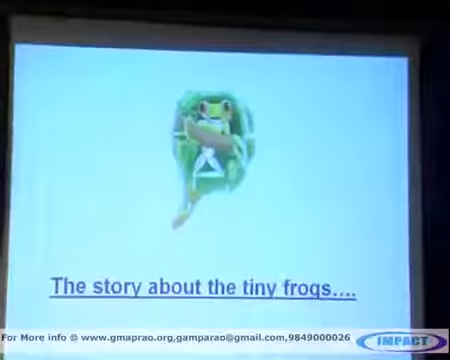 The story about the tiny frogs....
For More info @ www.gmaprao.org,gamparao@gmail.com,9849000026
IMPACT